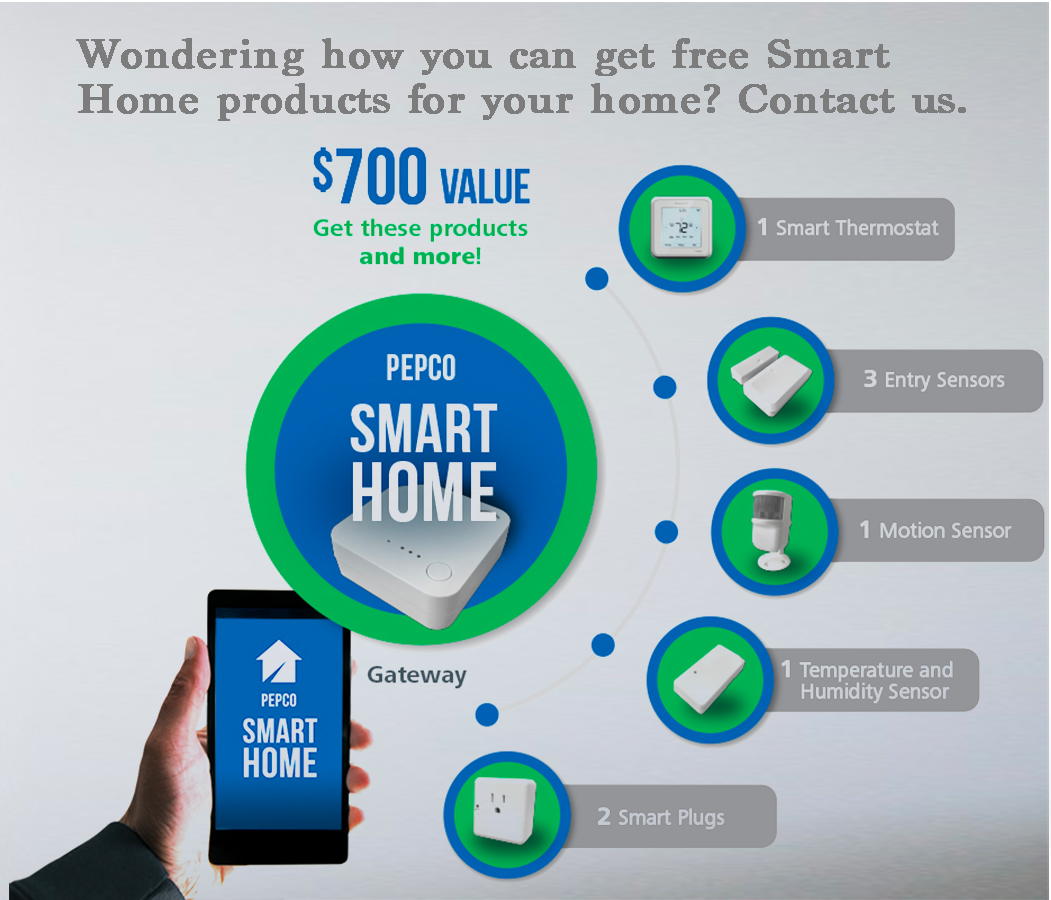 Wondering how you can get free Smart
Home products for your home? Contact us.
$700 VALUE
Get these products
and more!
1 Smart Thermostat
3 Entry Sensors
PEPCO
SMART
HOME
1 Motion Sensor
Gateway
1 Temperature and
Humidity Sensor
PEPCO
SMART
HOME
2 Smart Plugs
72